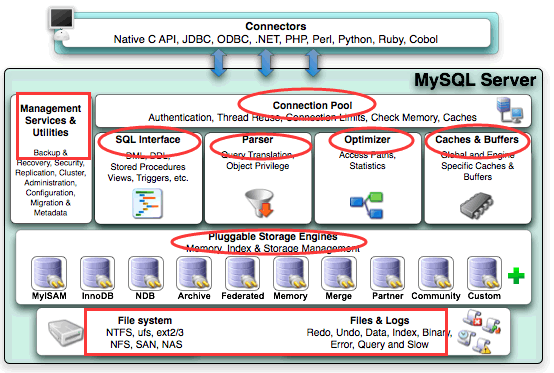 Connectors
Native C API, JDBC, ODBC, .NET, PHP, Perl, Python, Ruby, Cobol
MySQL Server
Management
Services &
Utilities
Backup &
Recovery, Security,
Replication, Cluster,
Administration,
Configuration,
Migration &
Metadata
Connection Pool
Authentication, Thread Reuse, Connection Limits, Check Memory, Caches
SQL Interface
DML, DDL,
Stored Procedures
Views, Triggers, etc.
Parser
Query Translation,
Object Privilege
Optimizer
Access Paths,
Statistics
Caches & Buffers
Global and Engine
Specific Caches &
Buffers
Pluggable Storage Engines
Memory, Index & Storage Management
MyISAM
InnoDB
NDB
Archive
Federated
Memory
Merge
Partner
Community
Custom
File system
NTFS, ufs, ext2/3
NFS, SAN, NAS
Files & Logs
Redo, Undo, Data, Index, Binary,
Error, Query and Slow